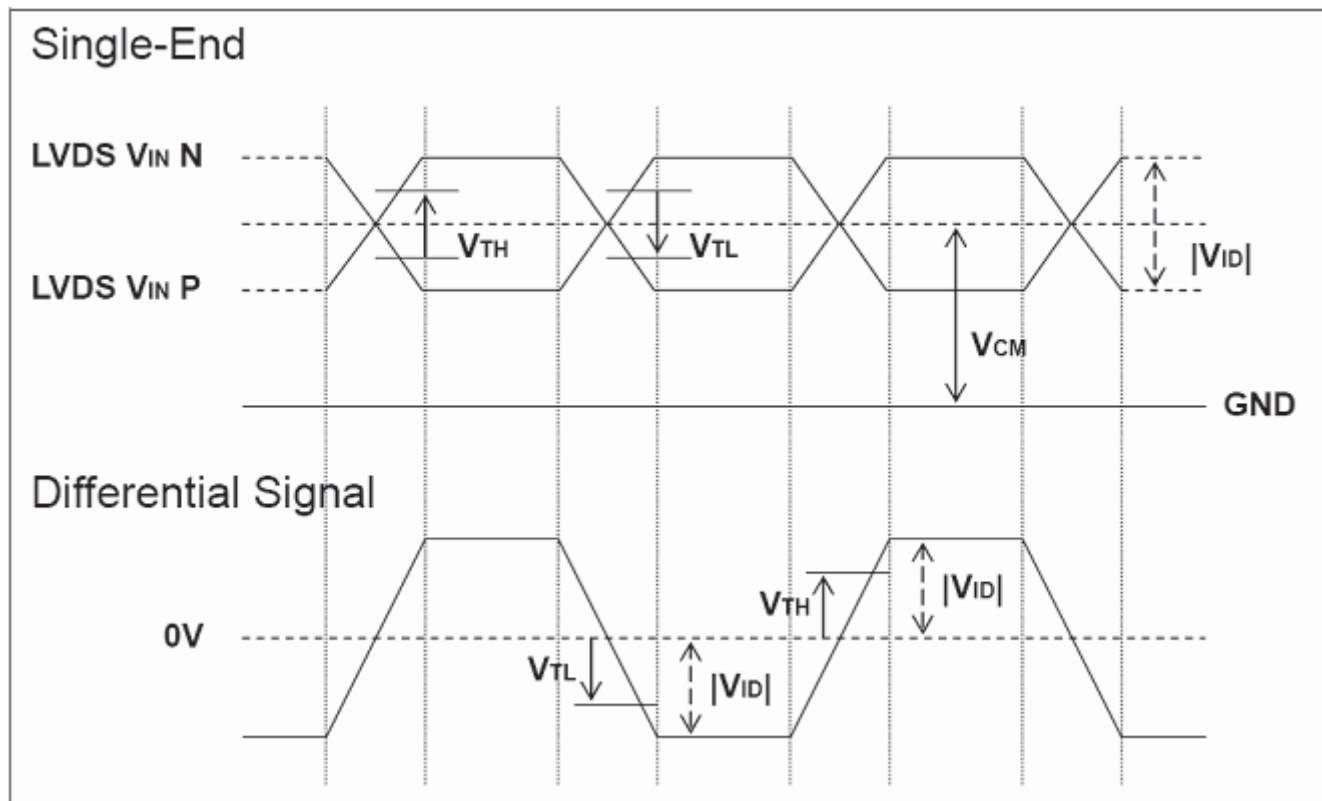 Single-End
LVDS VIN N
VTH
VTL
|VID|
LVDS VIN P
VCM
GND
Differential Signal
VTH
|VID|
0V
VTL
|VID|